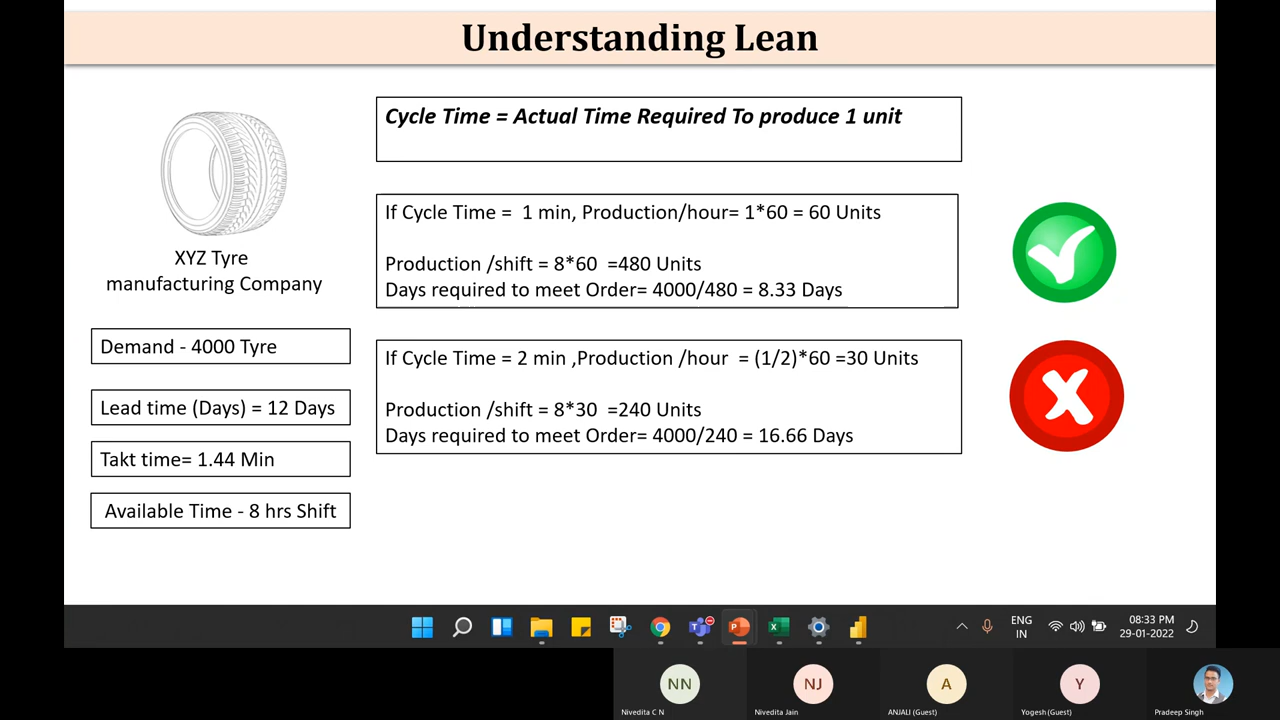 Understanding Lean
Cycle Time = Actual Time Required To produce 1 unit
If Cycle Time =  1 min, Production/hour= 1*60 = 60 Units
Production /shift = 8*60  =480 Units
Days required to meet Order= 4000/480 = 8.33 Days
XYZ Tyre
manufacturing Company
Demand - 4000 Tyre
Lead time (Days) = 12 Days
Takt time= 1.44 Min
Available Time - 8 hrs Shift
If Cycle Time = 2 min ,Production /hour  = (1/2)*60 =30 Units
Production /shift = 8*30  =240 Units
Days required to meet Order= 4000/240 = 16.66 Days
ENG
IN
08:33 PM
29-01-2022
NN
Nivedita C N
NJ
Nivedita Jain
A
ANJALI (Guest)
Y
Yogesh (Guest)
Pradeep Singh